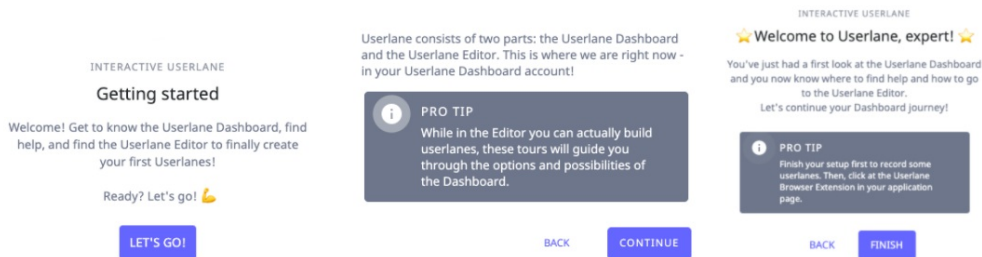 INTERACTIVE USERLANE
Getting started
Welcome! Get to know the Userlane Dashboard, find
help, and find the Userlane Editor to finally create
your first Userlanes!
Ready? Let's go! 💪
LET'S GO!
Userlane consists of two parts: the Userlane Dashboard
and the Userlane Editor. This is where we are right now -
in your Userlane Dashboard account!
PRO TIP
While in the Editor you can actually build
userlanes, these tours will guide you
through the options and possibilities of
the Dashboard.
BACK
CONTINUE
INTERACTIVE USERLANE
⭐Welcome to Userlane, expert! ⭐
You've just had a first look at the Userlane Dashboard
and you now know where to find help and how to go
to the Userlane Editor.
Let's continue your Dashboard journey!
PRO TIP
Finish your setup first to record some
userlanes. Then, click at the Userlane
Browser Extension in your application
page.
BACK
FINISH